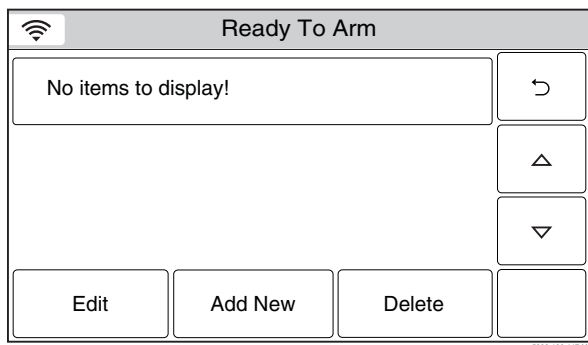 Ready To Arm
No items to display!
Edit
Add New
Delete